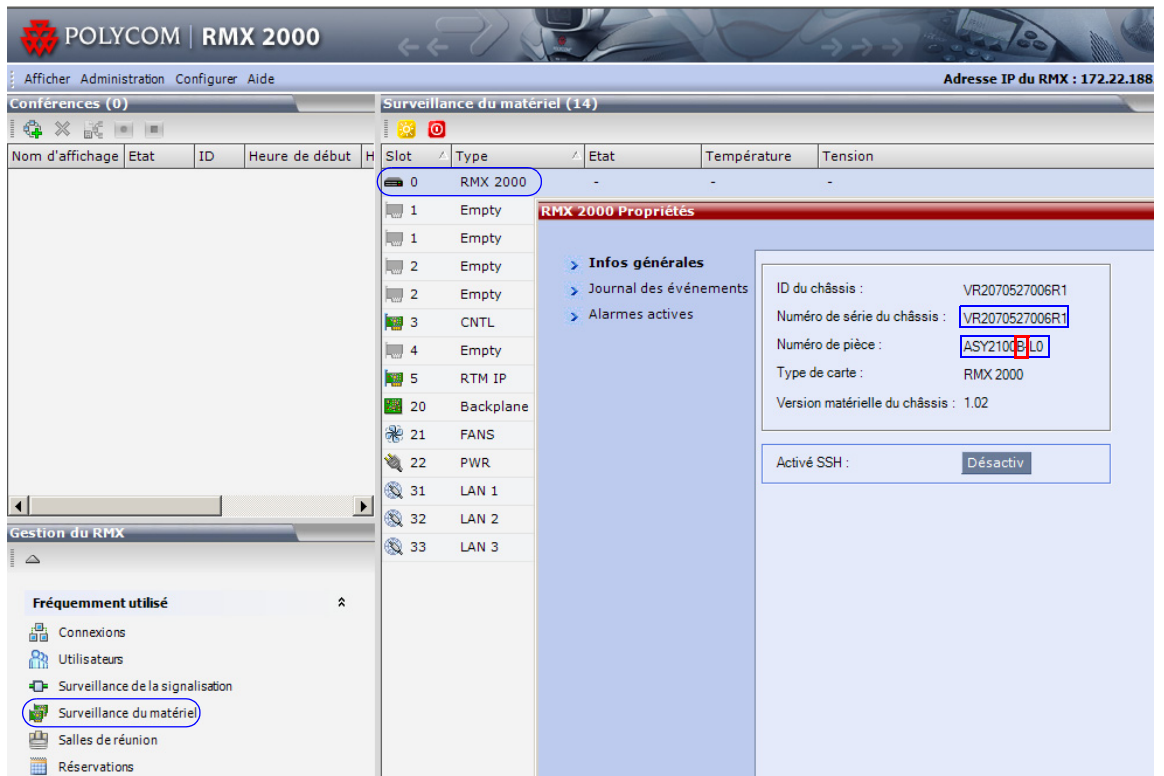 POLYCOM | RMX 2000
Afficher Administration Configurer Aide
Adresse IP du RMX : 172.22.188
Conférences (0)
Nom d'affichage Etat ID Heure de début H
Surveillance du matériel (14)
Slot Type Etat Température Tension
0 RMX 2000 - - -
1 Empty
1 Empty
2 Empty
2 Empty
3 CNTL
4 Empty
5 RTM IP
20 Backplane
21 FANS
22 PWR
31 LAN 1
32 LAN 2
33 LAN 3
RMX 2000 Propriétés
Infos générales
Journal des événements
Alarmes actives
ID du châssis : VR2070527006R1
Numéro de série du châssis : VR2070527006R1
Numéro de pièce : ASY2100B-L0
Type de carte : RMX 2000
Version matérielle du châssis : 1.02
Activé SSH : Désactiv
Gestion du RMX
Fréquemment utilisé
Connexions
Utilisateurs
Surveillance de la signalisation
Surveillance du matériel
Salles de réunion
Réservations